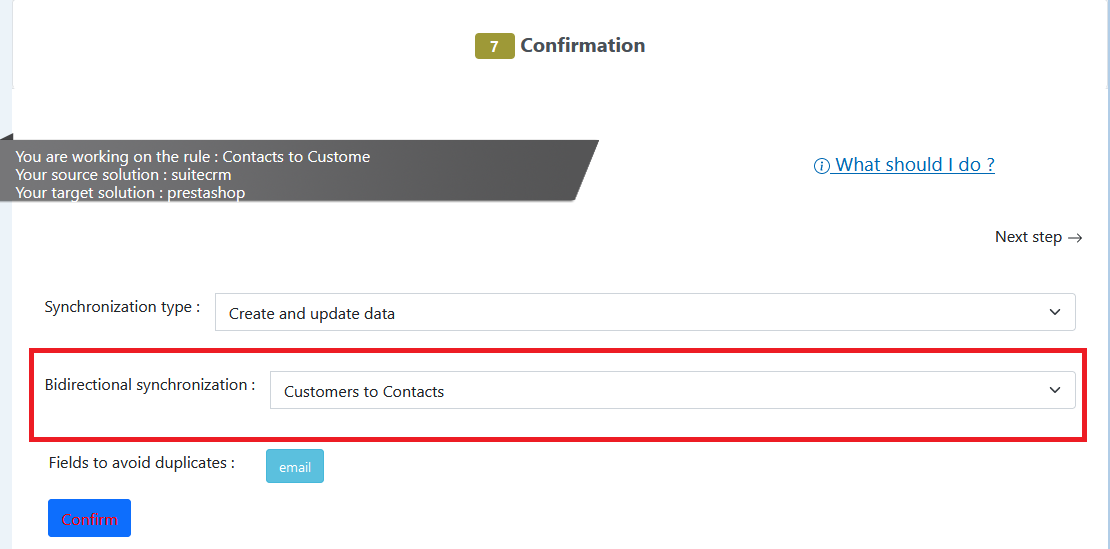 7 Confirmation
You are working on the rule : Contacts to Custome
Your source solution : suitecrm
Your target solution : prestashop
What should I do ?
Next step →
Synchronization type : Create and update data
Bidirectional synchronization : Customers to Contacts
Fields to avoid duplicates : email
Confirm